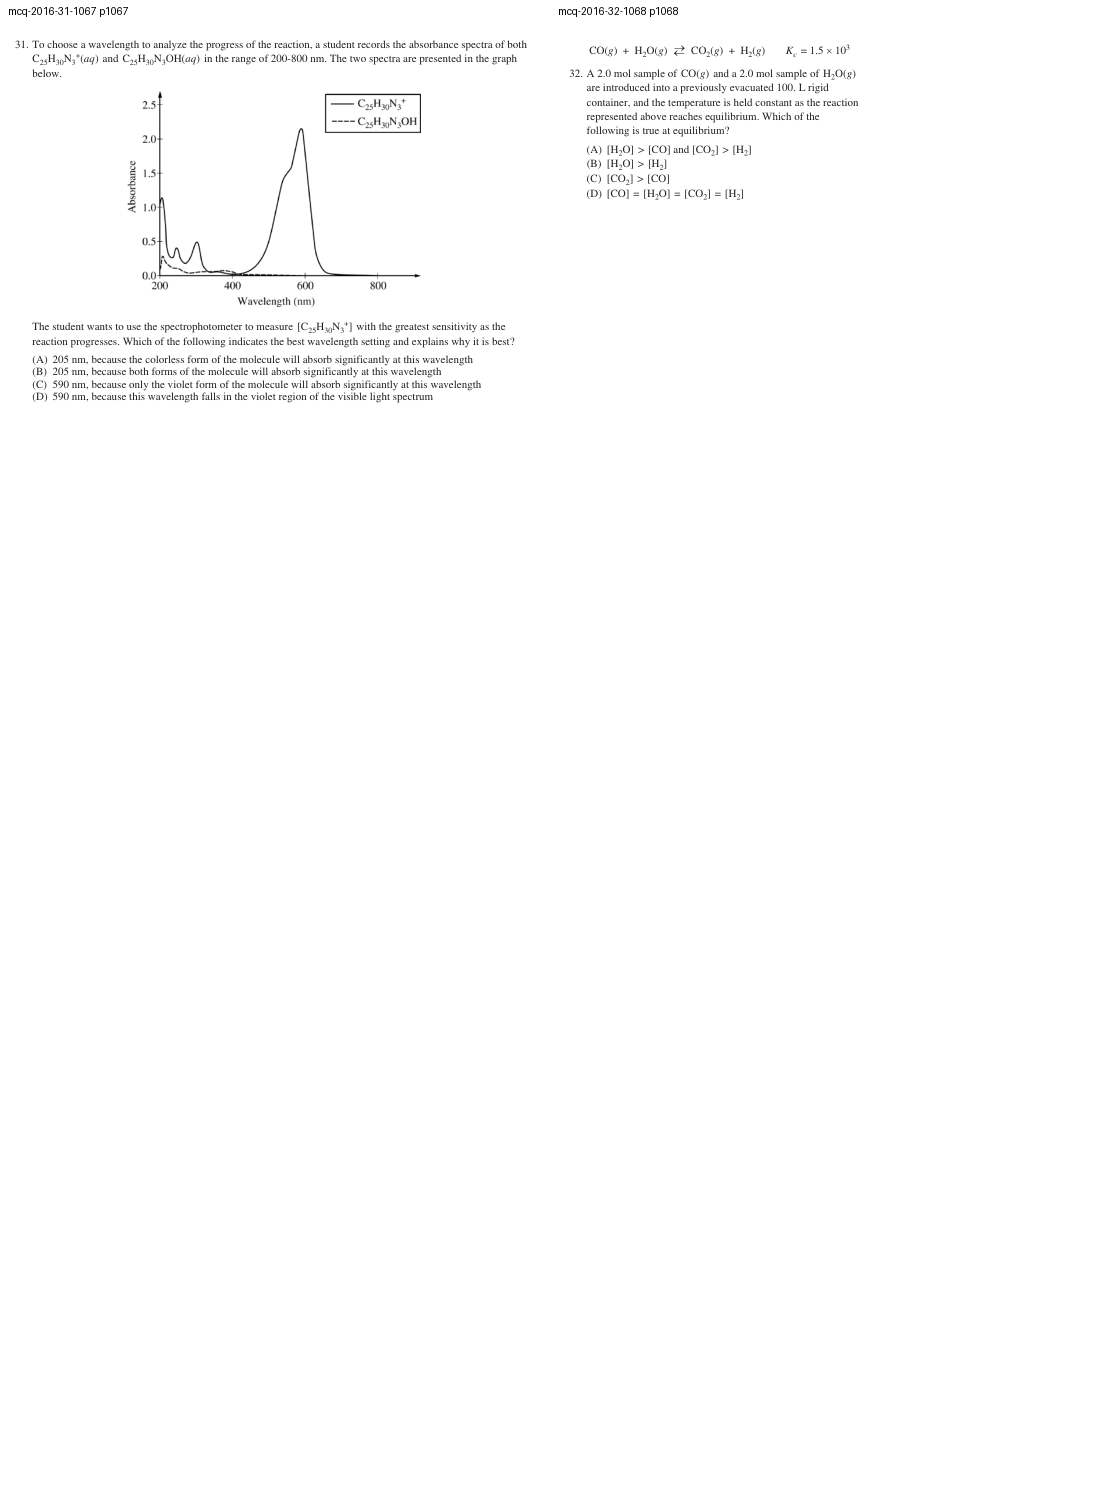 mcq-2016-31-1067 p1067
31. To choose a wavelength to analyze the progress of the reaction, a student records the absorbance spectra of both
C₂₅H₃₀N₃⁺(aq) and C₂₅H₃₀N₃OH(aq) in the range of 200-800 nm. The two spectra are presented in the graph
below.
2.5
2.0
1.5
1.0
0.5
0.0
Absorbance
C₂₅H₃₀N₃⁺
C₂₅H₃₀N₃OH
200 400 600 800
Wavelength (nm)
The student wants to use the spectrophotometer to measure [C₂₅H₃₀N₃⁺] with the greatest sensitivity as the
reaction progresses. Which of the following indicates the best wavelength setting and explains why it is best?
(A) 205 nm, because the colorless form of the molecule will absorb significantly at this wavelength
(B) 205 nm, because both forms of the molecule will absorb significantly at this wavelength
(C) 590 nm, because only the violet form of the molecule will absorb significantly at this wavelength
(D) 590 nm, because this wavelength falls in the violet region of the visible light spectrum
mcq-2016-32-1068 p1068
CO(g) + H₂O(g) ⇄ CO₂(g) + H₂(g) K_c = 1.5 × 10³
32. A 2.0 mol sample of CO(g) and a 2.0 mol sample of H₂O(g)
are introduced into a previously evacuated 100. L rigid
container, and the temperature is held constant as the reaction
represented above reaches equilibrium. Which of the
following is true at equilibrium?
(A) [H₂O] > [CO] and [CO₂] > [H₂]
(B) [H₂O] > [H₂]
(C) [CO₂] > [CO]
(D) [CO] = [H₂O] = [CO₂] = [H₂]